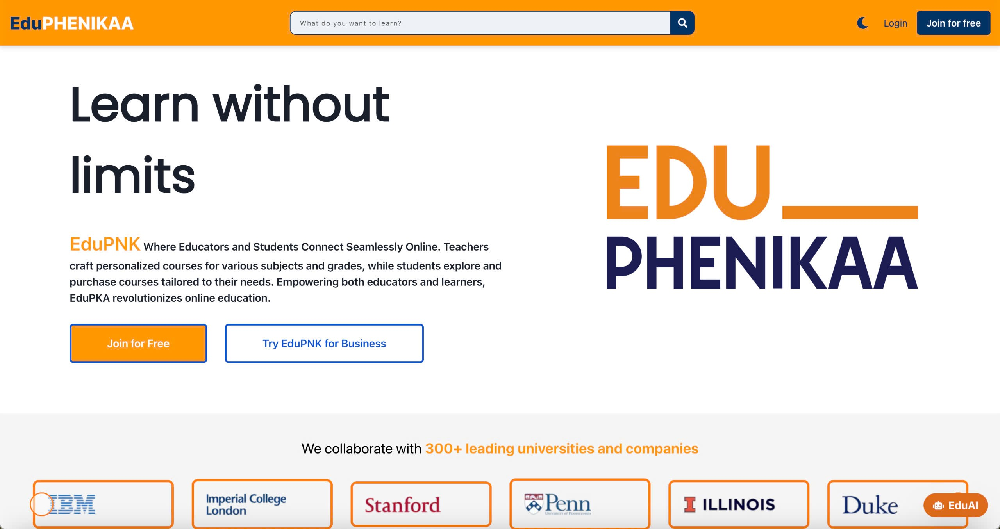 EduPHENIKAA
What do you want to learn?
Login
Join for free
Learn without
limits
EduPNK Where Educators and Students Connect Seamlessly Online. Teachers
craft personalized courses for various subjects and grades, while students explore and
purchase courses tailored to their needs. Empowering both educators and learners,
EduPKA revolutionizes online education.
Join for Free
Try EduPNK for Business
EDU_
PHENIKAA
We collaborate with 300+ leading universities and companies
IBM
Imperial College
London
Stanford
Penn
UNIVERSITY of PENNSYLVANIA
ILLINOIS
Duke
EduAI